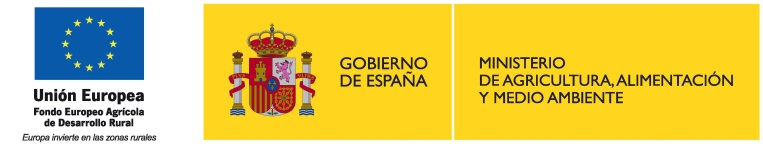 Unión Europea
Fondo Europeo Agrícola
de Desarrollo Rural
Europa invierte en las zonas rurales
GOBIERNO
DE ESPAÑA
MINISTERIO
DE AGRICULTURA, ALIMENTACIÓN
Y MEDIO AMBIENTE